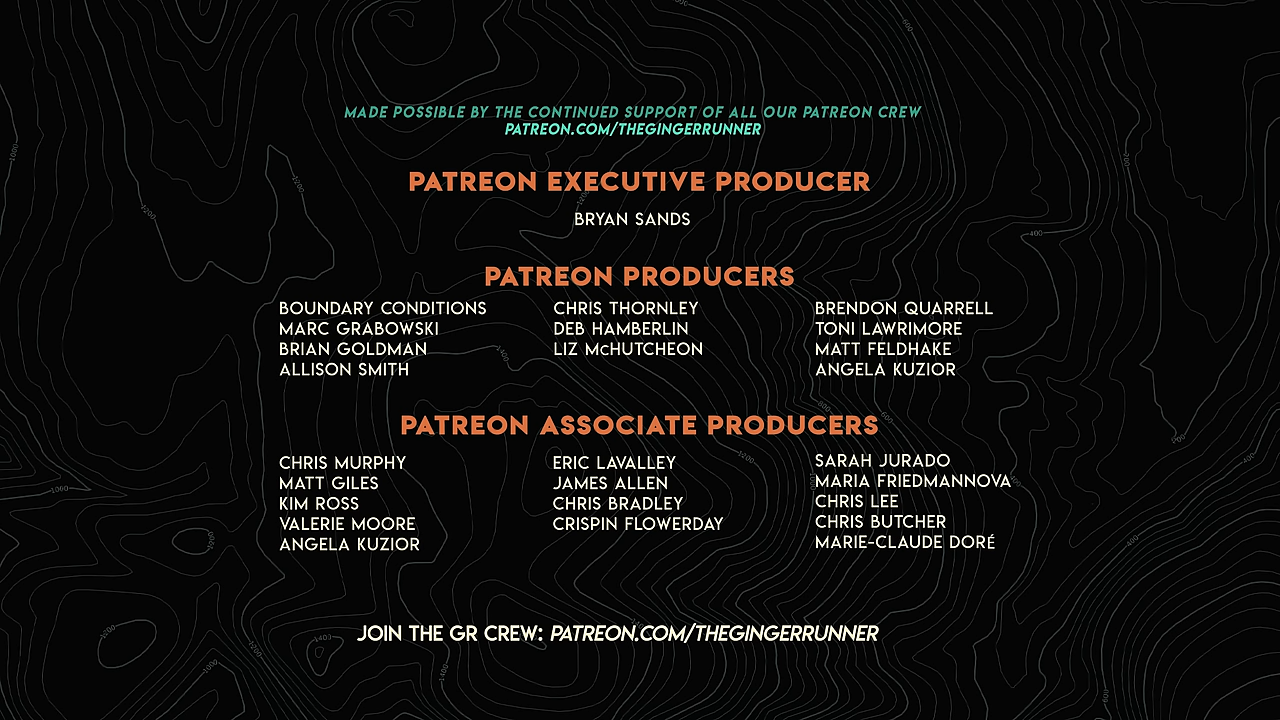 MADE POSSIBLE BY THE CONTINUED SUPPORT OF ALL OUR PATREON CREW
PATREON.COM/THEGINGERRUNNER
PATREON EXECUTIVE PRODUCER
BRYAN SANDS
PATREON PRODUCERS
BOUNDARY CONDITIONS
MARC GRABOWSKI
BRIAN GOLDMAN
ALLISON SMITH
CHRIS THORNLEY
DEB HAMBERLIN
LIZ McHUTCHEON
BRENDON QUARRELL
TONI LAWRIMORE
MATT FELDHAKE
ANGELA KUZIOR
PATREON ASSOCIATE PRODUCERS
CHRIS MURPHY
MATT GILES
KIM ROSS
VALERIE MOORE
ANGELA KUZIOR
ERIC LAVALLEY
JAMES ALLEN
CHRIS BRADLEY
CRISPIN FLOWERDAY
SARAH JURADO
MARIA FRIEDMANNOVA
CHRIS LEE
CHRIS BUTCHER
MARIE-CLAUDE DORÉ
JOIN THE GR CREW: PATREON.COM/THEGINGERRUNNER